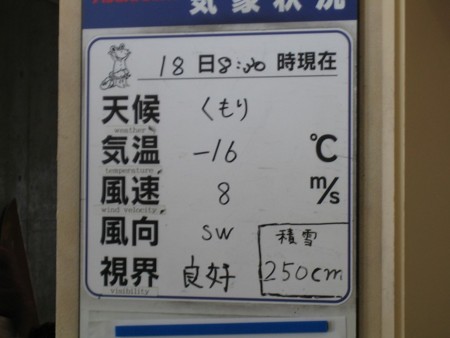 気象状況
18日8:00時現在
天候 くもり
weather
気温 -16 ℃
temperature
風速 8 m/s
wind velocity
風向 SW
積雪
視界 良好 250cm
visibility